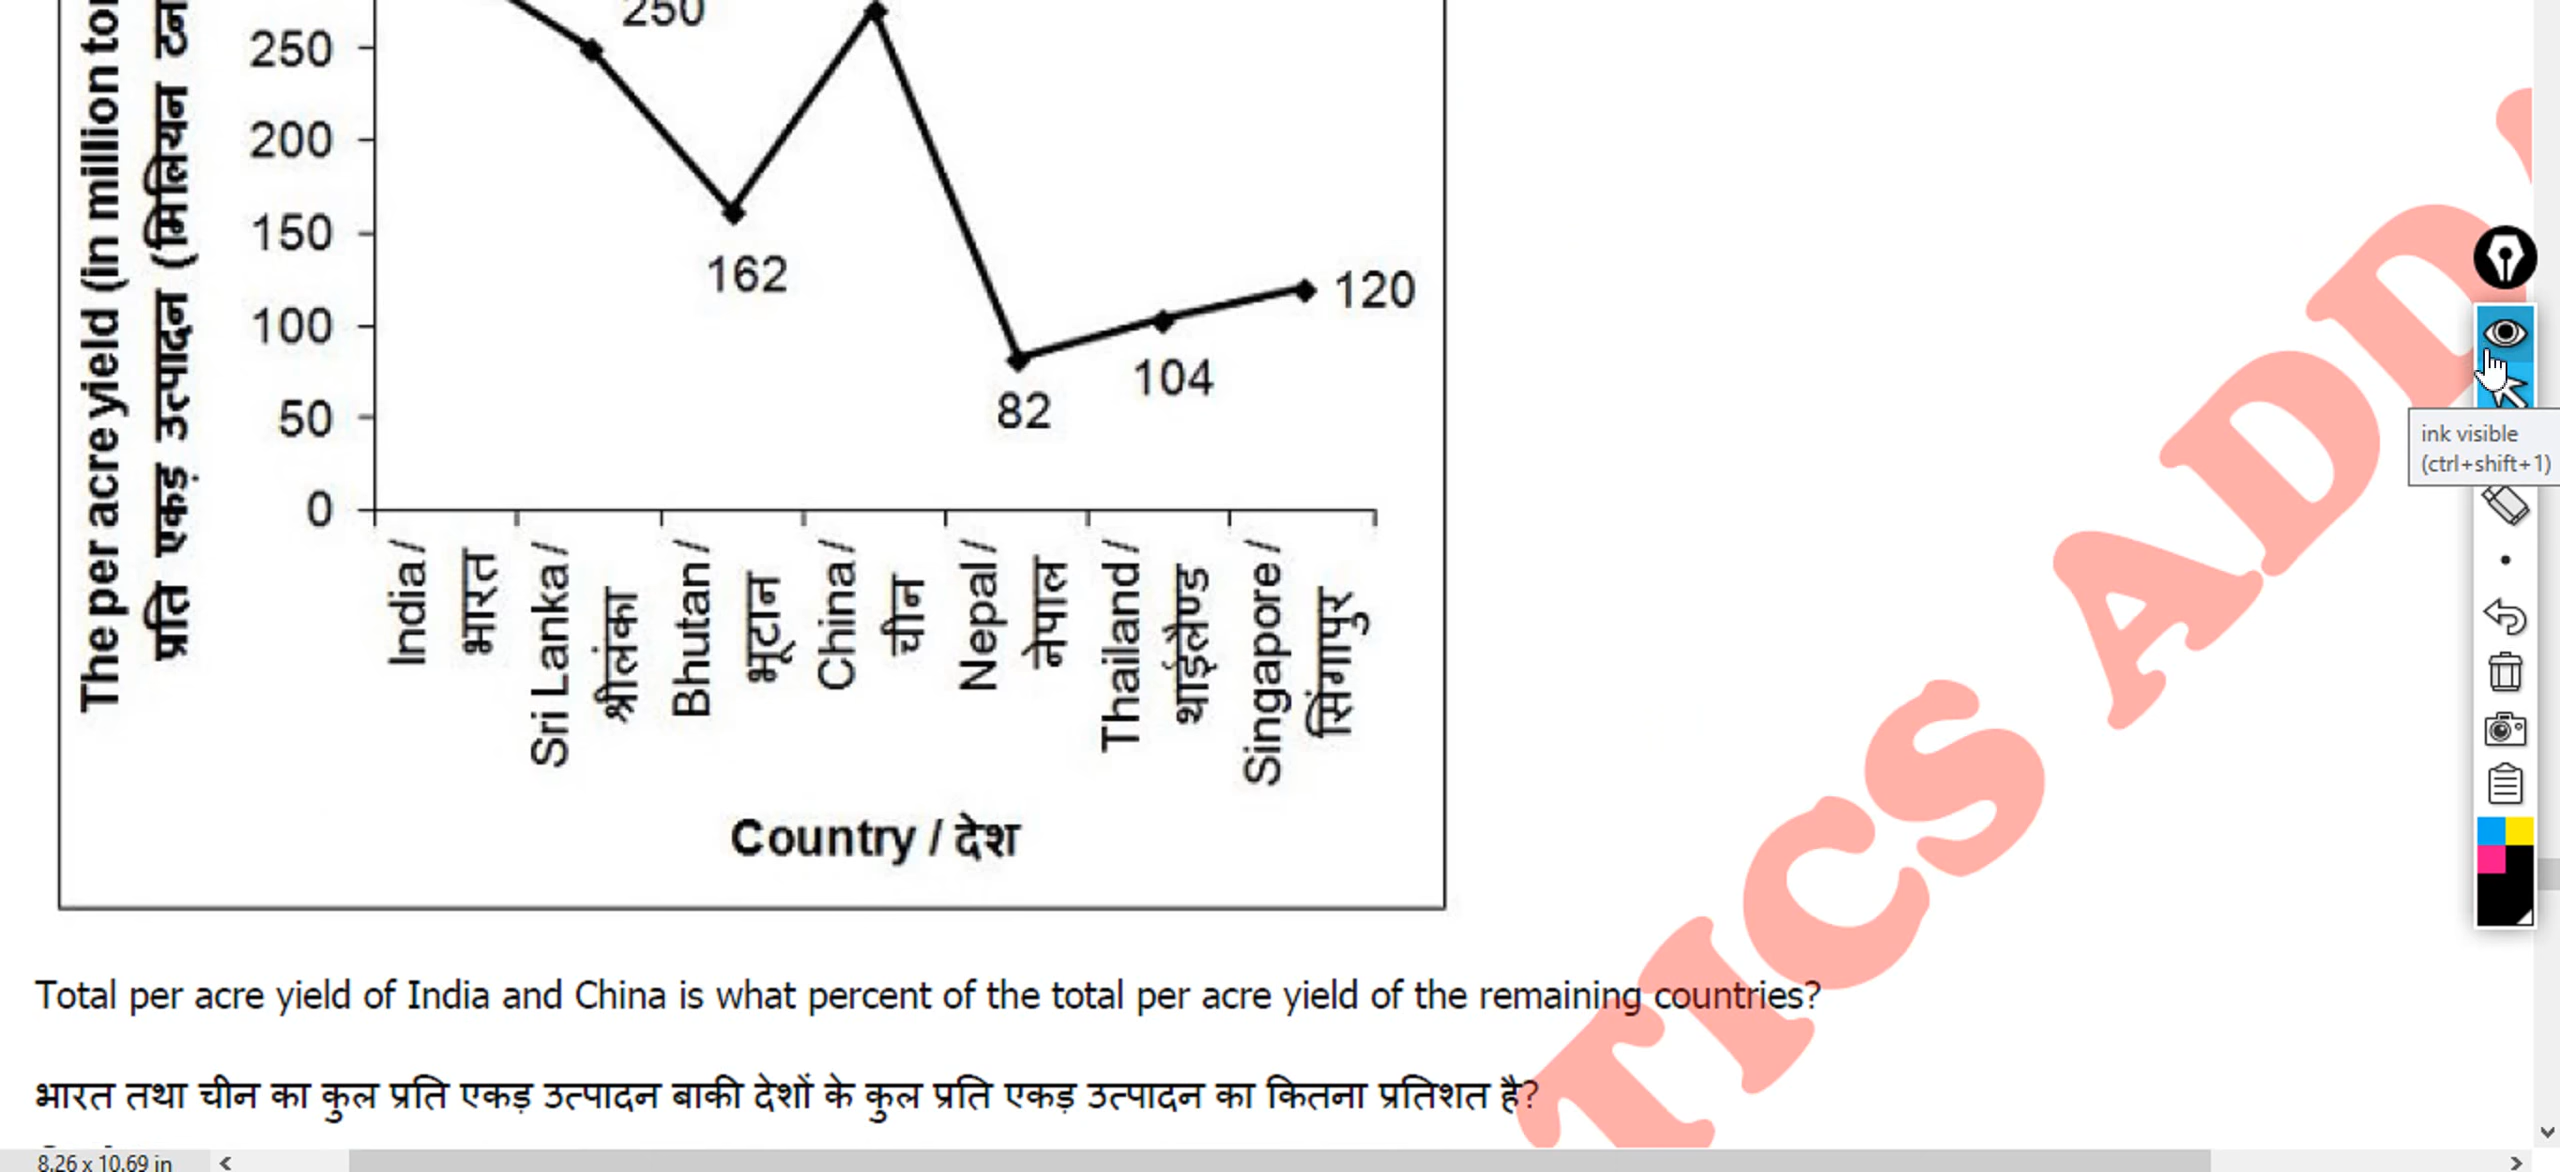 The per acre yield (in million ton
प्रति एकड़ उत्पादन (मिलियन टन
250
250
200
150
100
50
0
162
82
104
120
India / भारत
Sri Lanka / श्रीलंका
Bhutan / भूटान
China / चीन
Nepal / नेपाल
Thailand / थाईलैण्ड
Singapore / सिंगापुर
Country / देश
ink visible
(ctrl+shift+1)
TICS ADD
Total per acre yield of India and China is what percent of the total per acre yield of the remaining countries?
भारत तथा चीन का कुल प्रति एकड़ उत्पादन बाकी देशों के कुल प्रति एकड़ उत्पादन का कितना प्रतिशत है?
8.26 x 10.69 in